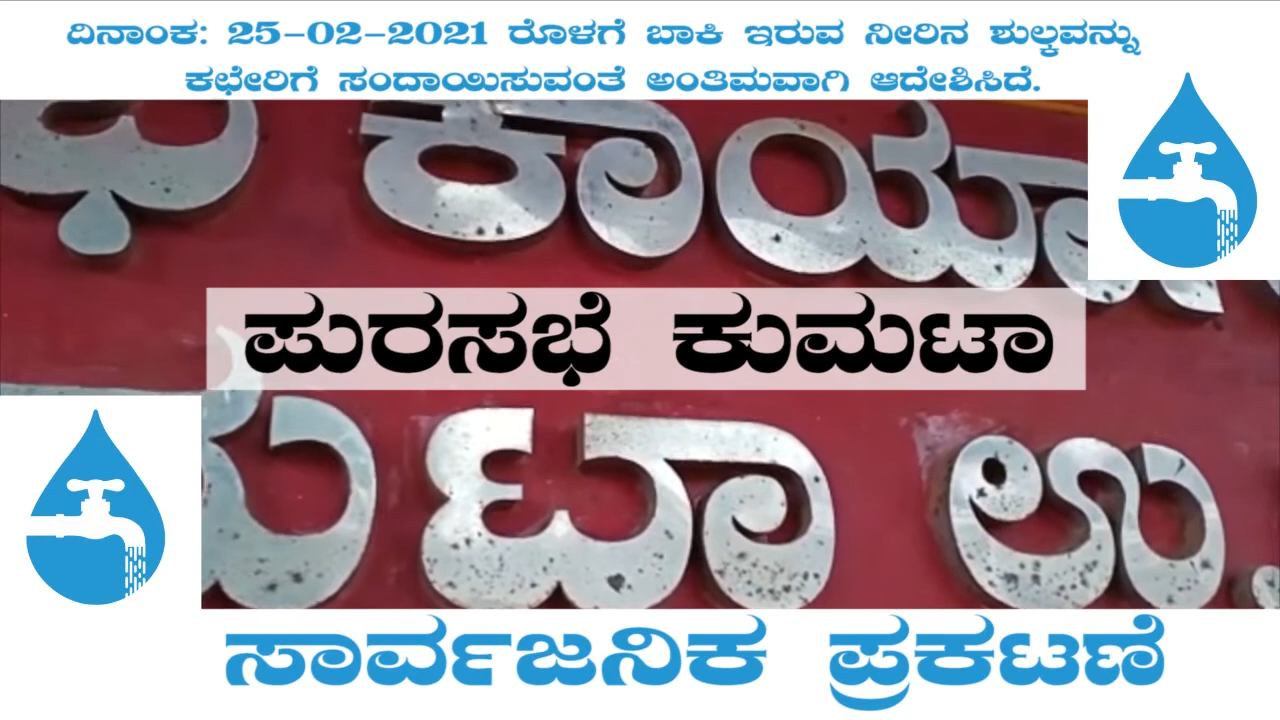 ದಿನಾಂಕ: 25-02-2021 ರೊಳಗೆ ಬಾಕಿ ಇರುವ ನೀರಿನ ಶುಲ್ಕವನ್ನು
ಕಛೇರಿಗೆ ಸಂದಾಯಿಸುವಂತೆ ಅಂತಿಮವಾಗಿ ಆದೇಶಿಸಿದೆ.
ಪುರಸಭೆ ಕುಮಟಾ
ಟಾ ಉ.
ಸಾರ್ವಜನಿಕ ಪ್ರಕಟಣೆ